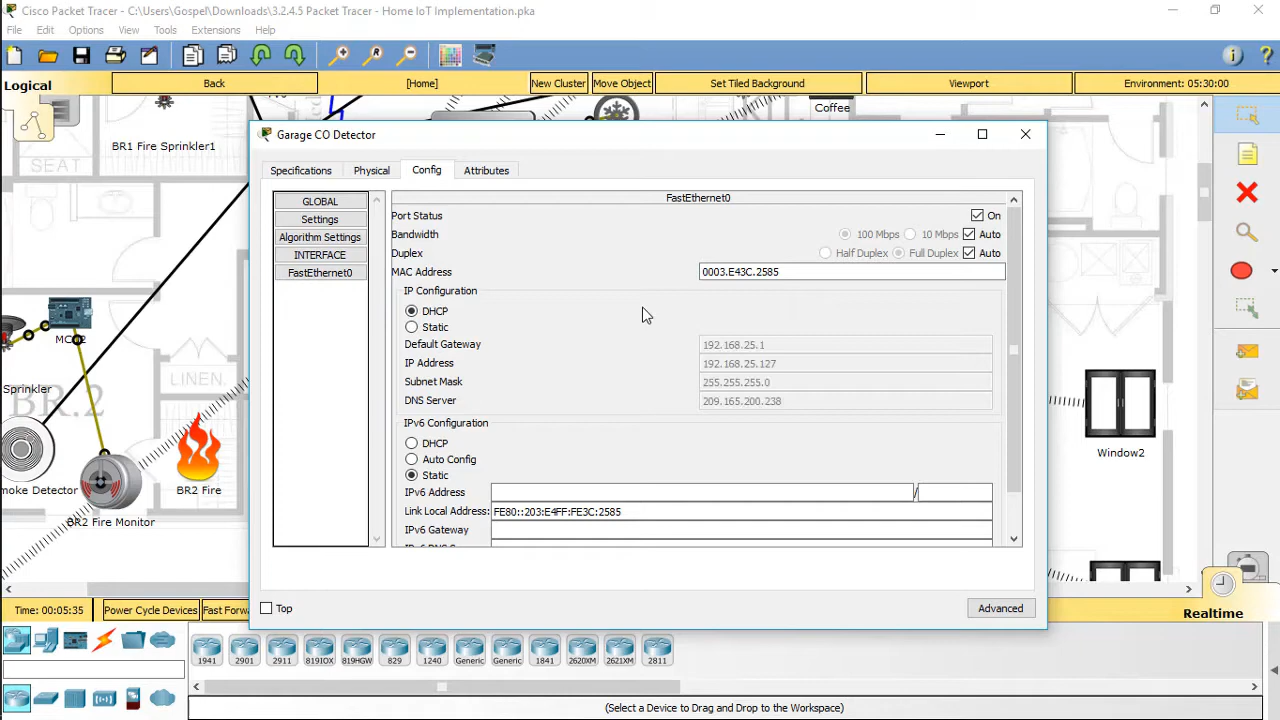 Cisco Packet Tracer - C:\Users\Gospel\Downloads\3.2.4.5 Packet Tracer - Home IoT Implementation.pka
File Edit Options View Tools Extensions Help
Logical Back [Home] New Cluster Move Object Set Tiled Background Viewport Environment: 05:30:00
Coffee
BR1 Fire Sprinkler1
SEAT
Garage CO Detector
Specifications Physical Config Attributes
GLOBAL
Settings
Algorithm Settings
INTERFACE
FastEthernet0
FastEthernet0
Port Status On
Bandwidth 100 Mbps 10 Mbps Auto
Duplex Half Duplex Full Duplex Auto
MAC Address 0003.E43C.2585
IP Configuration
DHCP
Static
Default Gateway 192.168.25.1
IP Address 192.168.25.127
Subnet Mask 255.255.255.0
DNS Server 209.165.200.238
IPv6 Configuration
DHCP
Auto Config
Static
IPv6 Address /
Link Local Address: FE80::203:E4FF:FE3C:2585
IPv6 Gateway
Top Advanced
LINEN.
Sprinkler
BR.2
moke Detector
BR2 Fire
BR2 Fire Monitor
Window2
Time: 00:05:35 Power Cycle Devices Fast Forwa
Realtime
1941 2901 2911 819IOX 819HGW 829 1240 Generic Generic 1841 2620XM 2621XM 2811
(Select a Device to Drag and Drop to the Workspace)